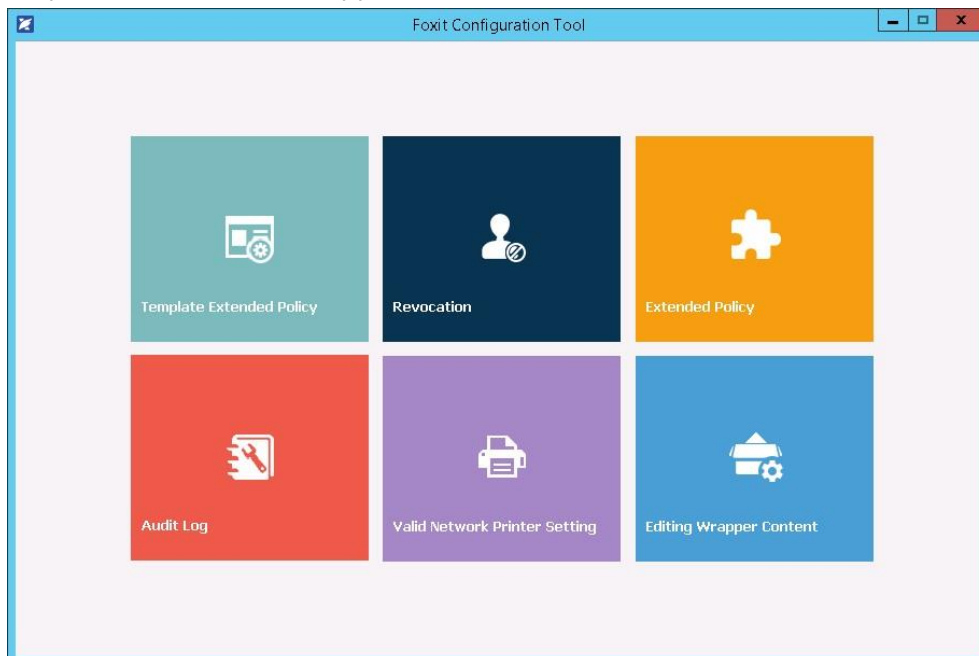 Foxit Configuration Tool
Template Extended Policy
Revocation
Extended Policy
Audit Log
Valid Network Printer Setting
Editing Wrapper Content